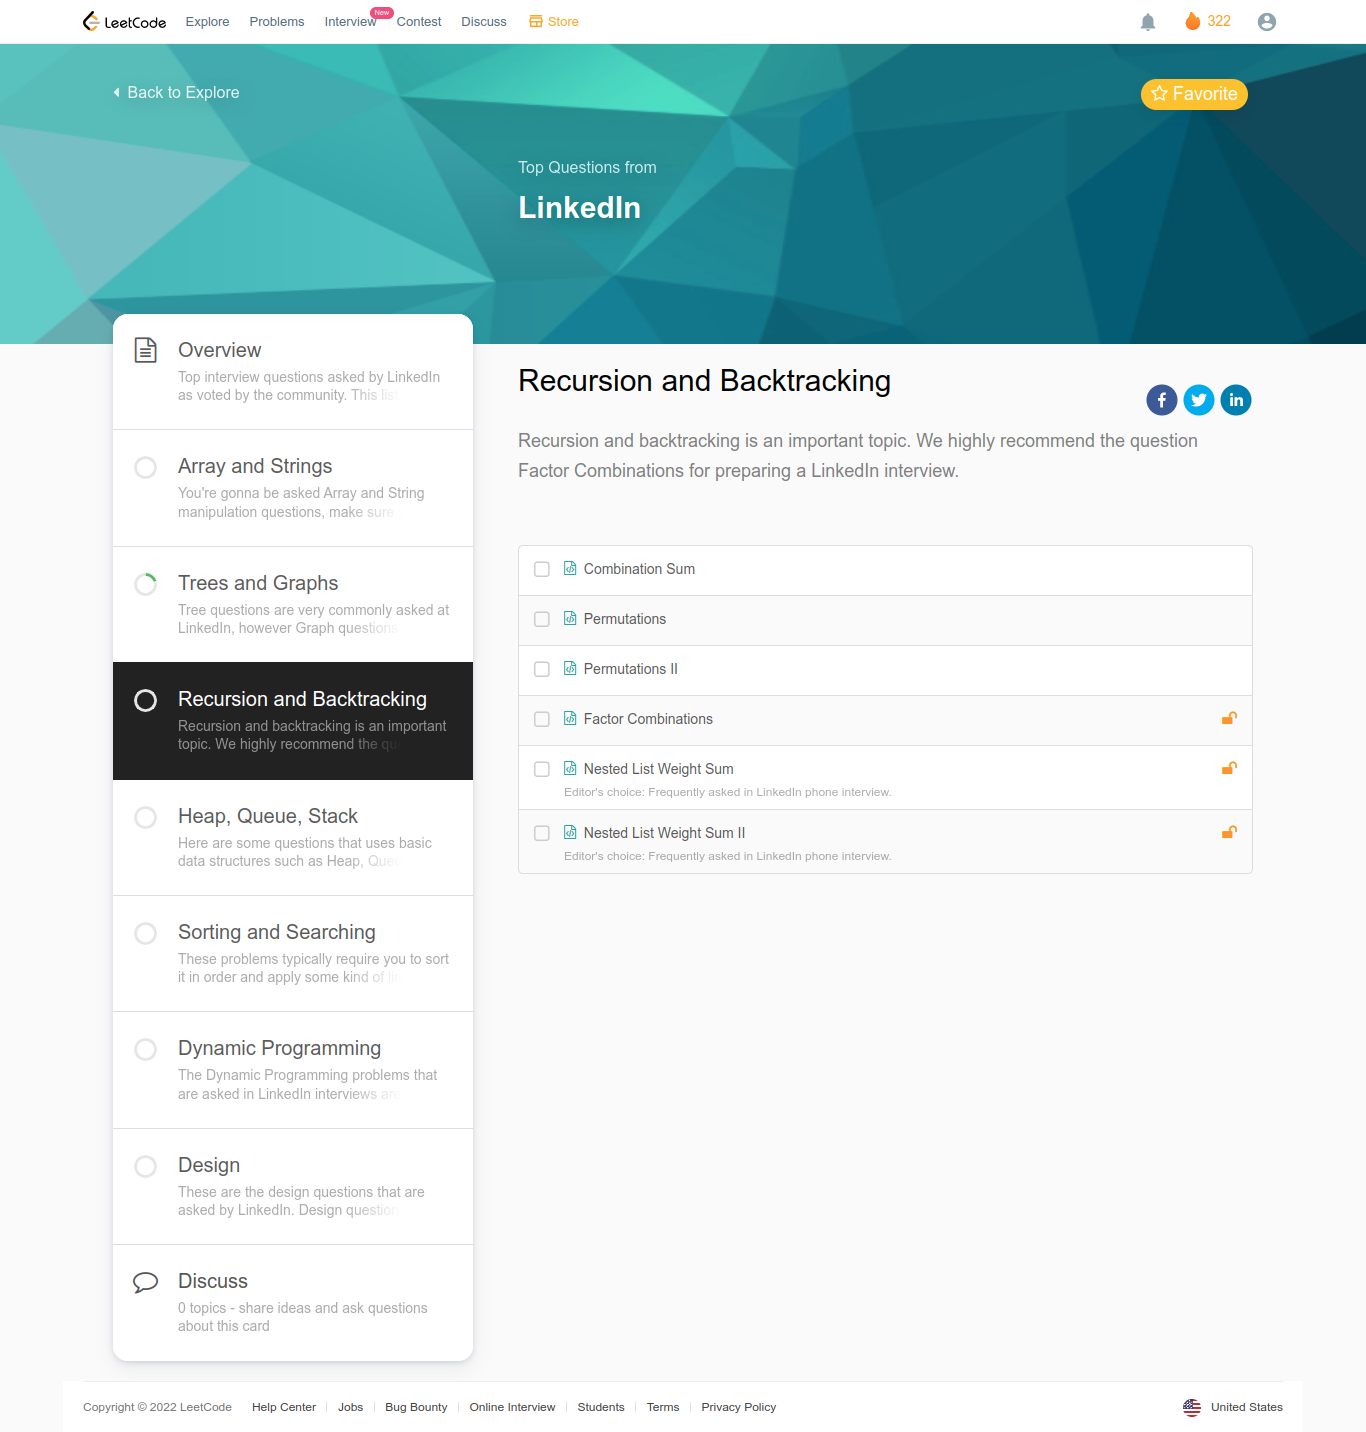 LeetCode Explore Problems Interview New Contest Discuss Store 322
Back to Explore
Favorite
Top Questions from
LinkedIn
Overview
Top interview questions asked by LinkedIn
as voted by the community. This list
Array and Strings
You're gonna be asked Array and String
manipulation questions, make sure
Trees and Graphs
Tree questions are very commonly asked at
LinkedIn, however Graph questions
Recursion and Backtracking
Recursion and backtracking is an important
topic. We highly recommend the qu
Heap, Queue, Stack
Here are some questions that uses basic
data structures such as Heap, Queu
Sorting and Searching
These problems typically require you to sort
it in order and apply some kind of li
Dynamic Programming
The Dynamic Programming problems that
are asked in LinkedIn interviews are
Design
These are the design questions that are
asked by LinkedIn. Design question
Discuss
0 topics - share ideas and ask questions
about this card
Recursion and Backtracking
Recursion and backtracking is an important topic. We highly recommend the question
Factor Combinations for preparing a LinkedIn interview.
Combination Sum
Permutations
Permutations II
Factor Combinations
Nested List Weight Sum
Editor's choice: Frequently asked in LinkedIn phone interview.
Nested List Weight Sum II
Editor's choice: Frequently asked in LinkedIn phone interview.
Copyright © 2022 LeetCode Help Center Jobs Bug Bounty Online Interview Students Terms Privacy Policy United States